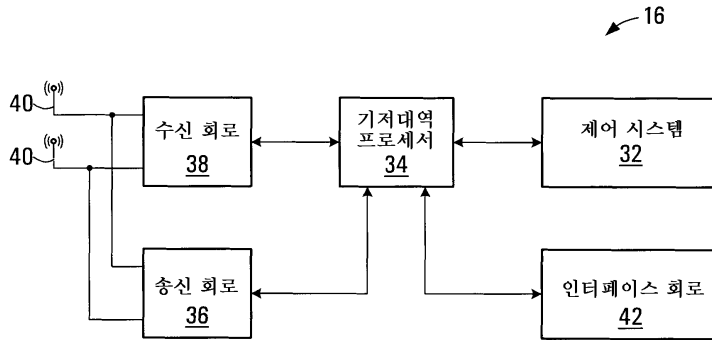 16
40
40
수신 회로
38
기저대역
프로세서
34
제어 시스템
32
송신 회로
36
인터페이스 회로
42